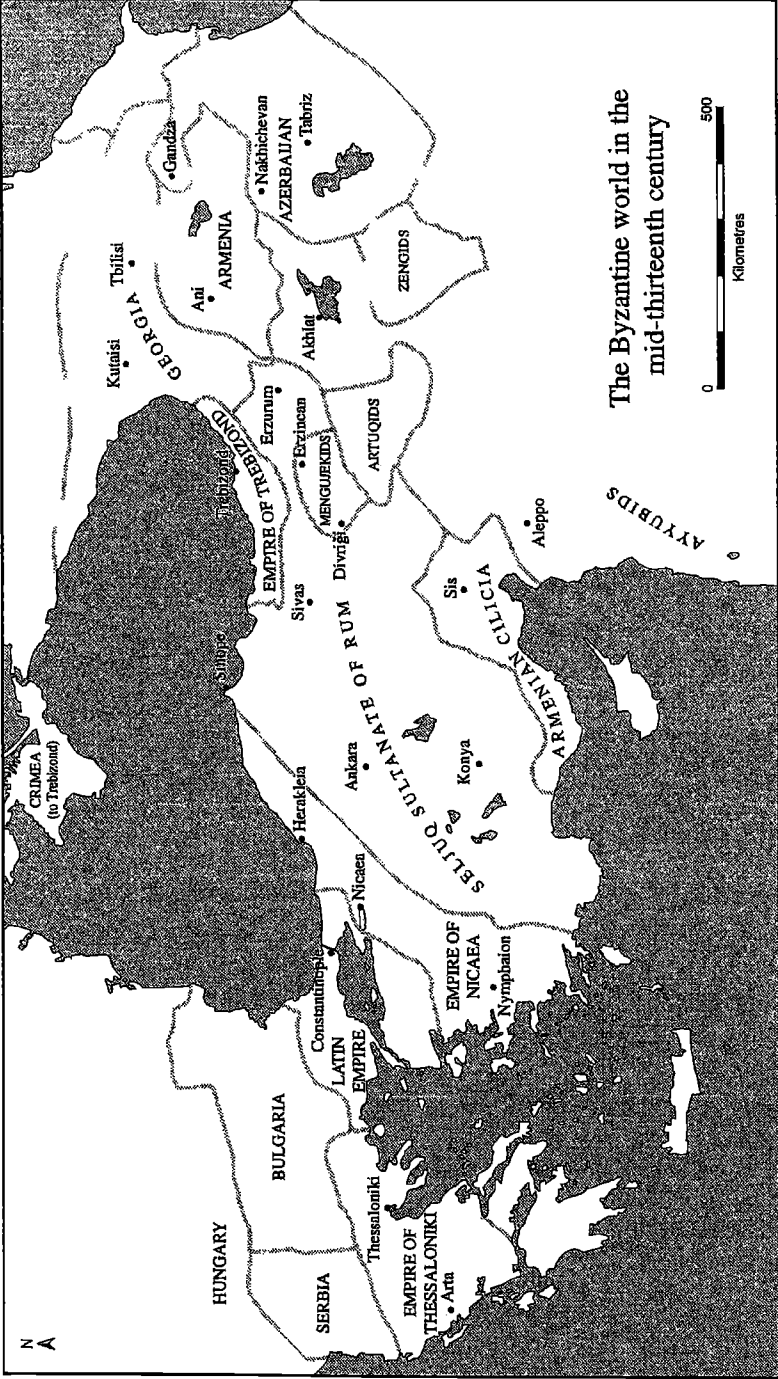 N
HUNGARY
SERBIA
BULGARIA
EMPIRE OF
THESSALONIKI
Thessaloniki
Arta
LATIN
EMPIRE
Constantinople
EMPIRE OF
NICAEA
Nymphaion
Nicaea
Herakleia
CRIMEA
(to Trebizond)
Sinope
Ankara
Konya
SELJUQ SULTANATE OF RUM
Sivas
EMPIRE OF TREBIZOND
Trebizond
Divrigi
MENGUJEKIDS
Erzincan
Erzurum
ARTUQIDS
Sis
ARMENIAN CILICIA
Aleppo
AYYUBIDS
GEORGIA
Kutaisi
Tbilisi
Ani
ARMENIA
Akhlat
ZENGIDS
Gandza
Nakhichevan
AZERBAIJAN
Tabriz
The Byzantine world in the
mid-thirteenth century
0
500
Kilometres